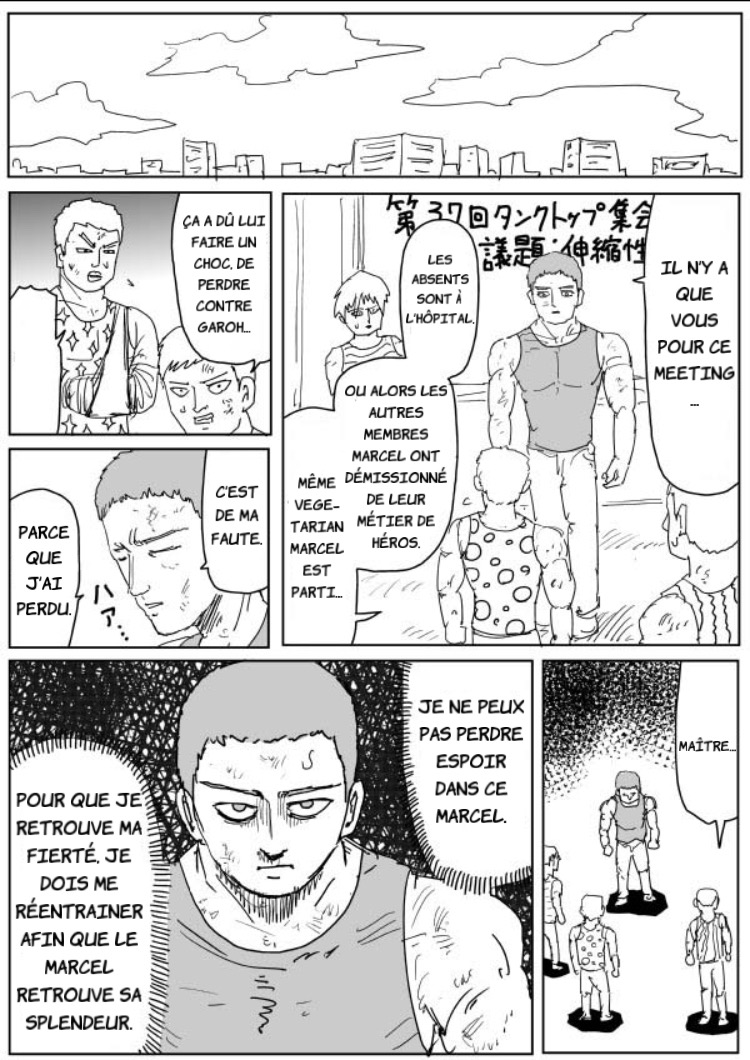 第37回タンクトップ集会
議題：伸縮性
IL N'Y A
QUE
VOUS
POUR CE
MEETING
...
LES
ABSENTS
SONT À
L'HÔPITAL.
OU ALORS LES
AUTRES
MEMBRES
MARCEL ONT
DÉMISSIONNÉ
DE LEUR
MÉTIER DE
HÉROS.
MÊME
VEGE-
TARIAN
MARCEL
EST
PARTI...
ÇA A DÛ LUI
FAIRE UN
CHOC, DE
PERDRE
CONTRE
GAROH...
C'EST
DE MA
FAUTE.
PARCE
QUE
J'AI
PERDU.
ハァ…
MAÎTRE...
JE NE PEUX
PAS PERDRE
ESPOIR
DANS CE
MARCEL.
POUR QUE JE
RETROUVE MA
FIERTÉ, JE
DOIS ME
RÉENTRAINER
AFIN QUE LE
MARCEL
RETROUVE SA
SPLENDEUR.